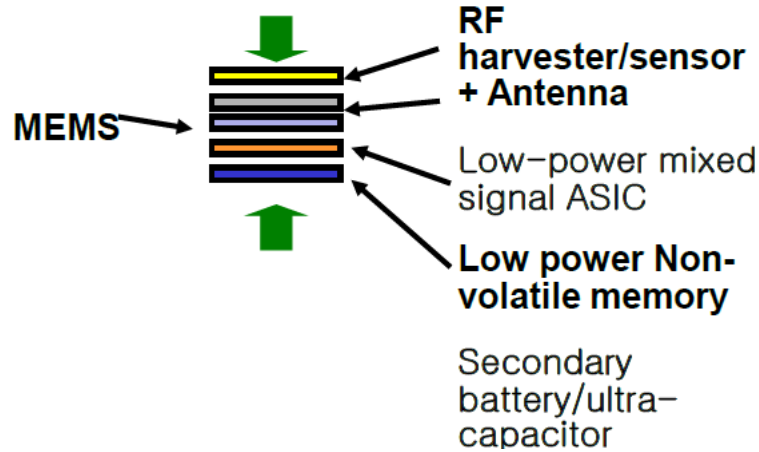 RF
harvester/sensor
+ Antenna
MEMS
Low-power mixed
signal ASIC
Low power Non-
volatile memory
Secondary
battery/ultra-
capacitor